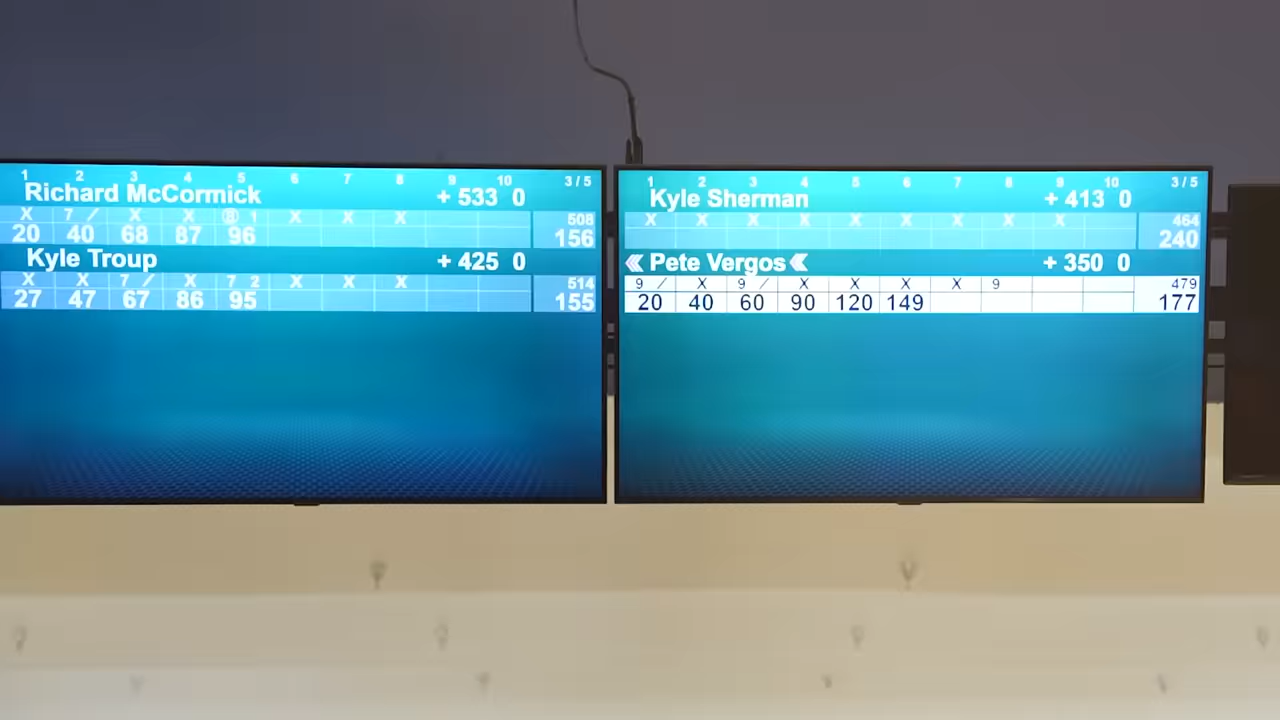 1 2 3 4 5 6 7 8 9 10 3/5
Richard McCormick +533 0
X 7 / X X 8 1 X X X 508
20 40 68 87 96 156
Kyle Troup +425 0
X X 7 / X 7 2 X X X 514
27 47 67 86 95 155
1 2 3 4 5 6 7 8 9 10 3/5
Kyle Sherman +413 0
X X X X X X X X X 464
240
Pete Vergos +350 0
9 / X 9 / X X X X 9 479
20 40 60 90 120 149 177